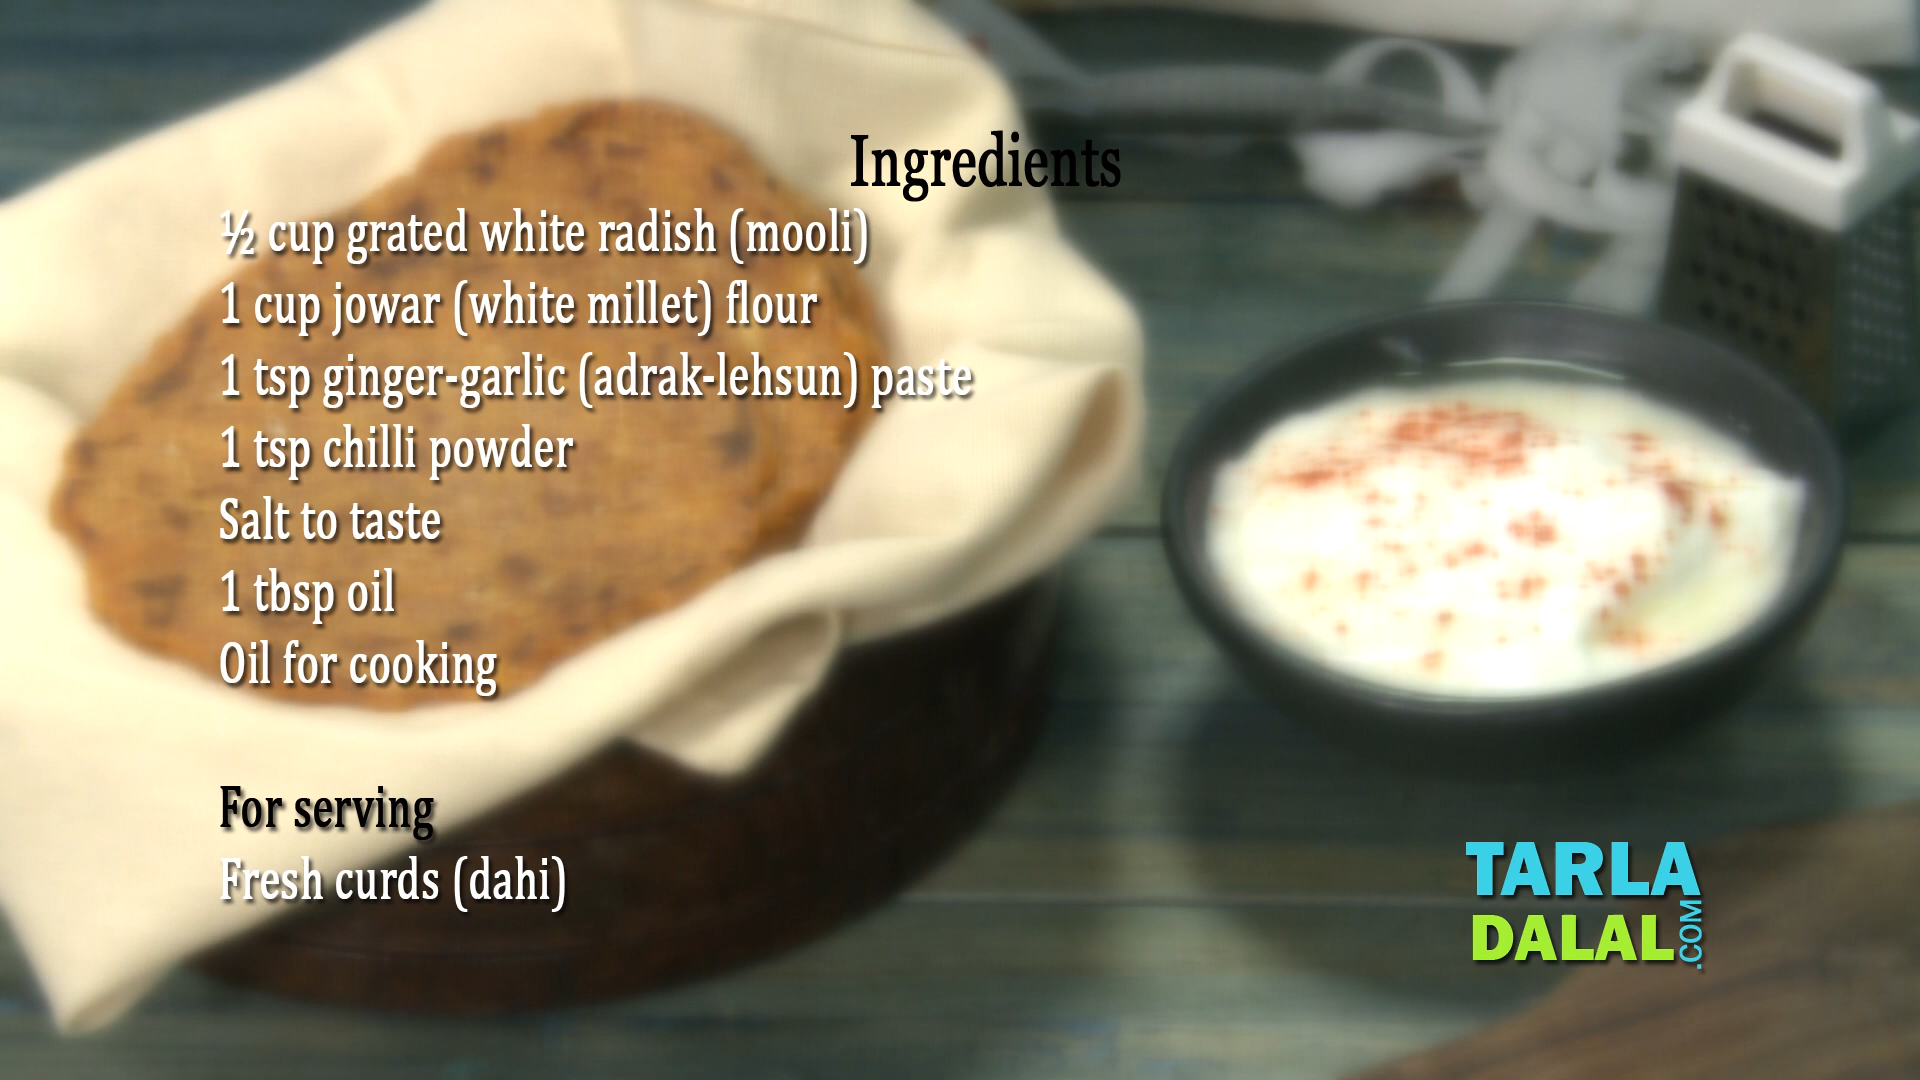 Ingredients
½ cup grated white radish (mooli)
1 cup jowar (white millet) flour
1 tsp ginger-garlic (adrak-lehsun) paste
1 tsp chilli powder
Salt to taste
1 tbsp oil
Oil for cooking
For serving
Fresh curds (dahi)
TARLA
DALAL
.COM